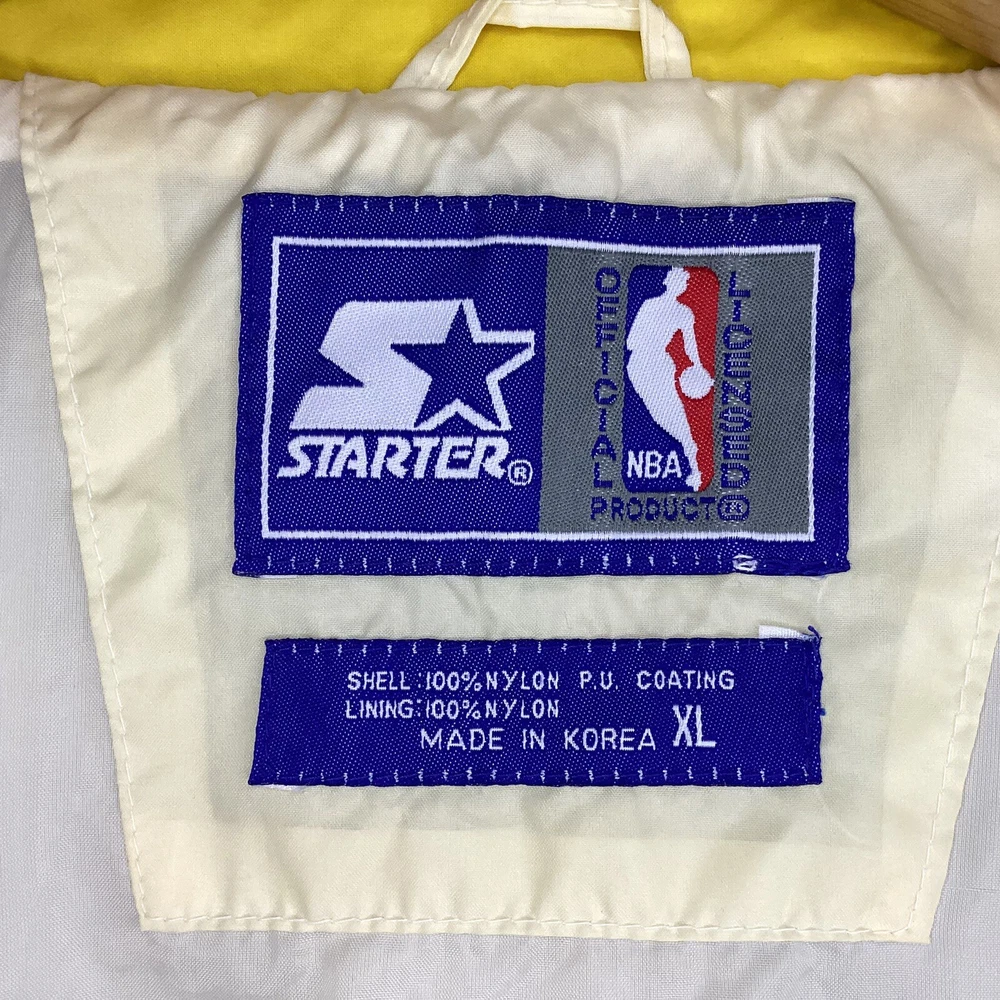 STARTER®
OFFICIAL
LICENSED
NBA
PRODUCT®
SHELL:100%NYLON P.U. COATING
LINING:100%NYLON
MADE IN KOREA XL